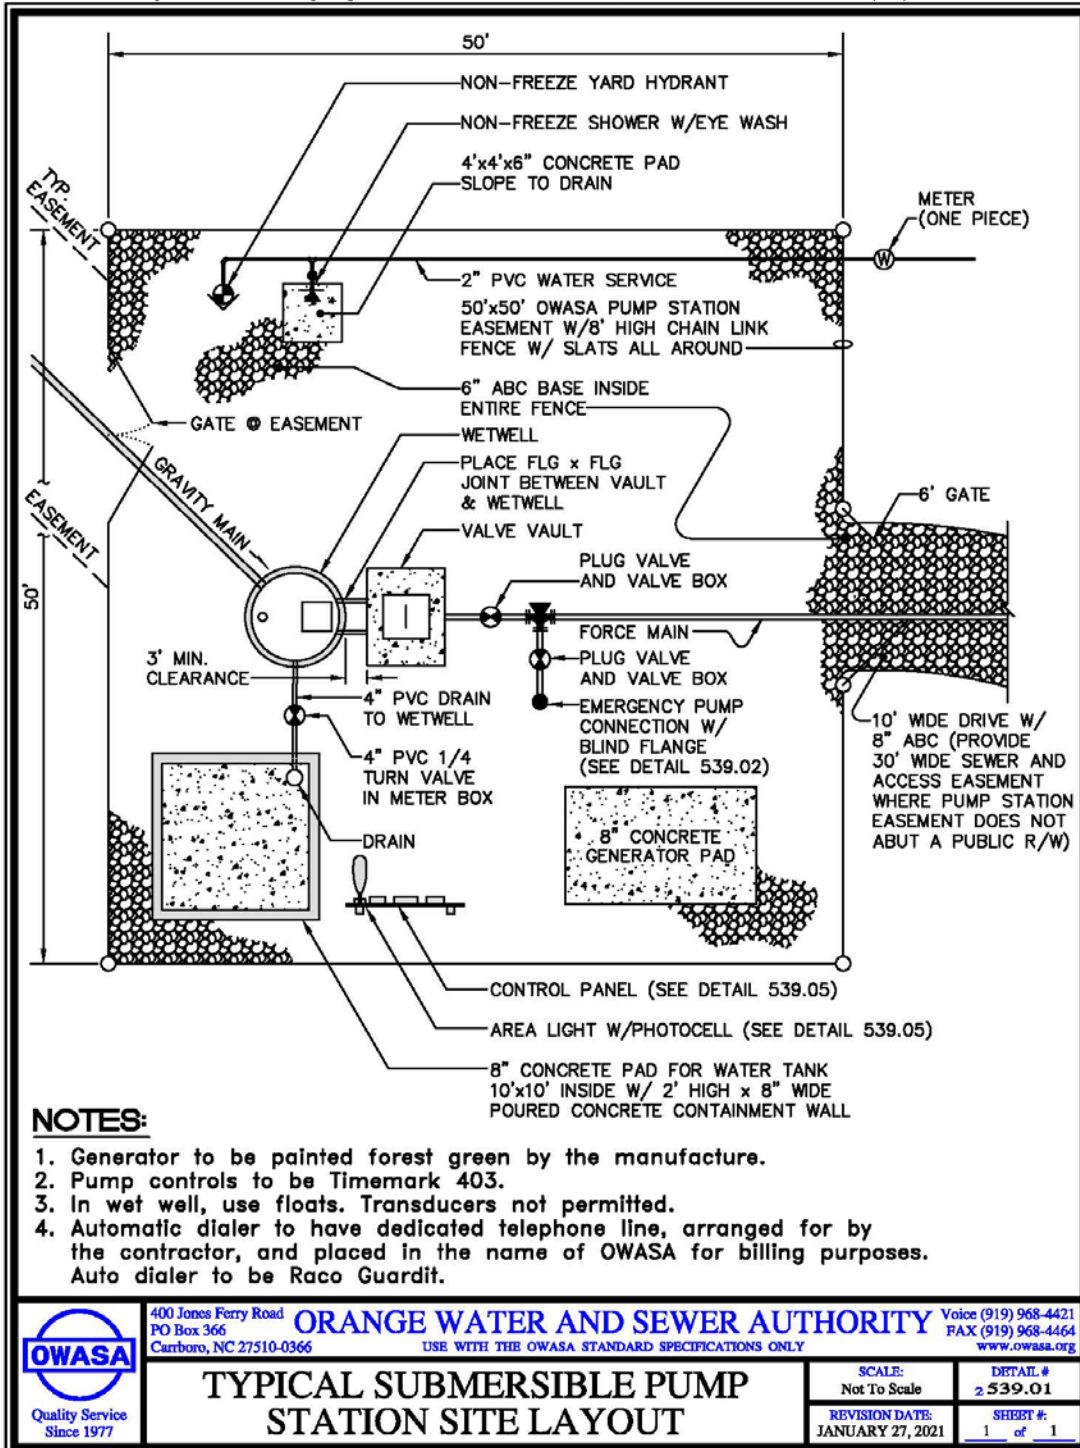 50'
NON-FREEZE YARD HYDRANT
NON-FREEZE SHOWER W/EYE WASH
4'x4'x6" CONCRETE PAD
SLOPE TO DRAIN
TYP.
EASEMENT
METER
(ONE PIECE)
W
2" PVC WATER SERVICE
50'x50' OWASA PUMP STATION
EASEMENT W/8' HIGH CHAIN LINK
FENCE W/ SLATS ALL AROUND
6" ABC BASE INSIDE
ENTIRE FENCE
GATE @ EASEMENT
WETWELL
GRAVITY MAIN
PLACE FLG x FLG
JOINT BETWEEN VAULT
& WETWELL
6' GATE
EASEMENT
VALVE VAULT
PLUG VALVE
AND VALVE BOX
50'
FORCE MAIN
3' MIN.
CLEARANCE
PLUG VALVE
AND VALVE BOX
4" PVC DRAIN
TO WETWELL
EMERGENCY PUMP
CONNECTION W/
BLIND FLANGE
(SEE DETAIL 539.02)
10' WIDE DRIVE W/
8" ABC (PROVIDE
30' WIDE SEWER AND
ACCESS EASEMENT
WHERE PUMP STATION
EASEMENT DOES NOT
ABUT A PUBLIC R/W)
4" PVC 1/4
TURN VALVE
IN METER BOX
DRAIN
8" CONCRETE
GENERATOR PAD
CONTROL PANEL (SEE DETAIL 539.05)
AREA LIGHT W/PHOTOCELL (SEE DETAIL 539.05)
8" CONCRETE PAD FOR WATER TANK
10'x10' INSIDE W/ 2' HIGH x 8" WIDE
POURED CONCRETE CONTAINMENT WALL
NOTES:
1. Generator to be painted forest green by the manufacture.
2. Pump controls to be Timemark 403.
3. In wet well, use floats. Transducers not permitted.
4. Automatic dialer to have dedicated telephone line, arranged for by
the contractor, and placed in the name of OWASA for billing purposes.
Auto dialer to be Raco Guardit.
OWASA
Quality Service
Since 1977
400 Jones Ferry Road
PO Box 366
Carrboro, NC 27510-0366
ORANGE WATER AND SEWER AUTHORITY
USE WITH THE OWASA STANDARD SPECIFICATIONS ONLY
Voice (919) 968-4421
FAX (919) 968-4464
www.owasa.org
TYPICAL SUBMERSIBLE PUMP
STATION SITE LAYOUT
SCALE:
Not To Scale
DETAIL #
2 539.01
REVISION DATE:
JANUARY 27, 2021
SHEET #:
1 of 1